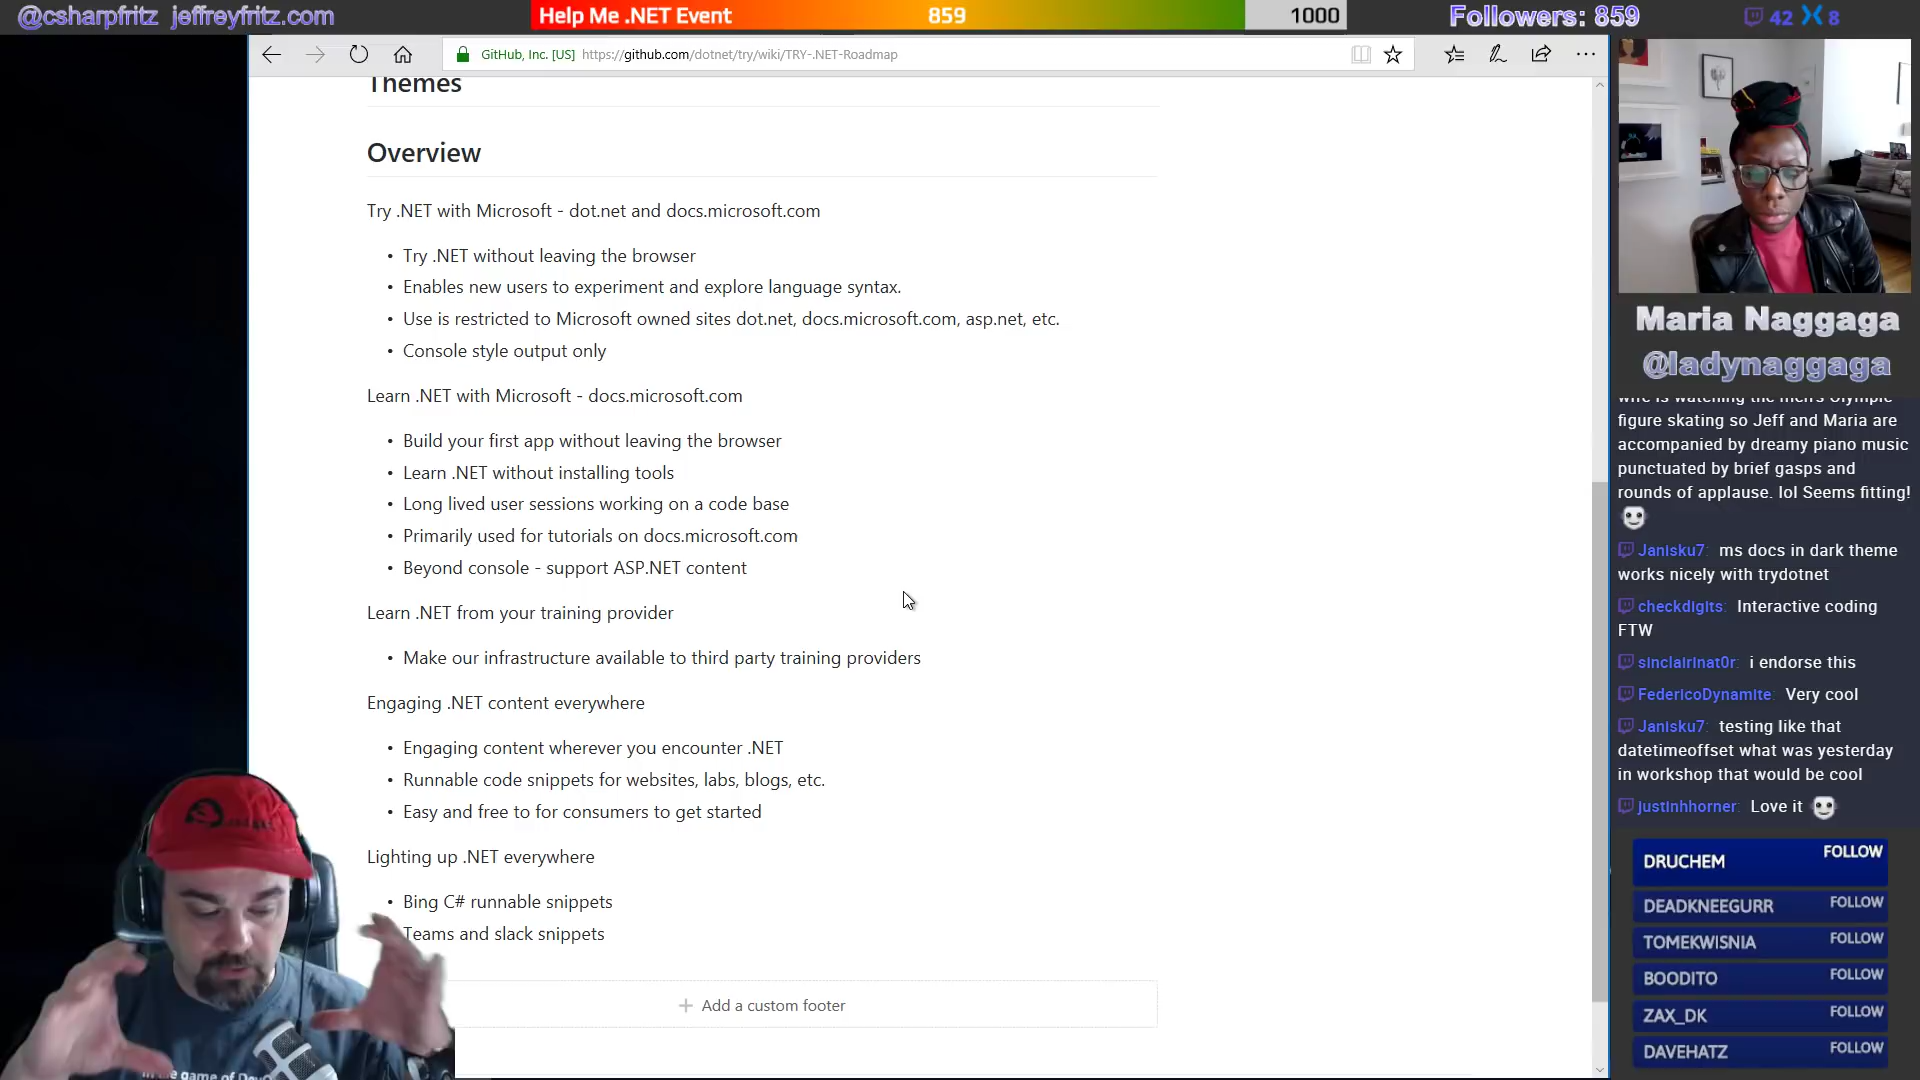 @csharpfritz jeffreyfritz.com
Help Me .NET Event 859 1000
Followers: 859
42 8
GitHub, Inc. [US] https://github.com/dotnet/try/wiki/TRY-.NET-Roadmap
Themes
Overview
Try .NET with Microsoft - dot.net and docs.microsoft.com
• Try .NET without leaving the browser
• Enables new users to experiment and explore language syntax.
• Use is restricted to Microsoft owned sites dot.net, docs.microsoft.com, asp.net, etc.
• Console style output only
Learn .NET with Microsoft - docs.microsoft.com
• Build your first app without leaving the browser
• Learn .NET without installing tools
• Long lived user sessions working on a code base
• Primarily used for tutorials on docs.microsoft.com
• Beyond console - support ASP.NET content
Learn .NET from your training provider
• Make our infrastructure available to third party training providers
Engaging .NET content everywhere
• Engaging content wherever you encounter .NET
• Runnable code snippets for websites, labs, blogs, etc.
• Easy and free to for consumers to get started
Lighting up .NET everywhere
• Bing C# runnable snippets
Teams and slack snippets
+ Add a custom footer
Maria Naggaga
@ladynaggaga
wife is watching the men's Olympic
figure skating so Jeff and Maria are
accompanied by dreamy piano music
punctuated by brief gasps and
rounds of applause. lol Seems fitting!
Janisku7: ms docs in dark theme
works nicely with trydotnet
checkdigits: Interactive coding
FTW
sinclairinat0r: i endorse this
FedericoDynamite: Very cool
Janisku7: testing like that
datetimeoffset what was yesterday
in workshop that would be cool
justinhhorner: Love it
DRUCHEM FOLLOW
DEADKNEEGURR FOLLOW
TOMEKWISNIA FOLLOW
BOODITO FOLLOW
ZAX_DK FOLLOW
DAVEHATZ FOLLOW